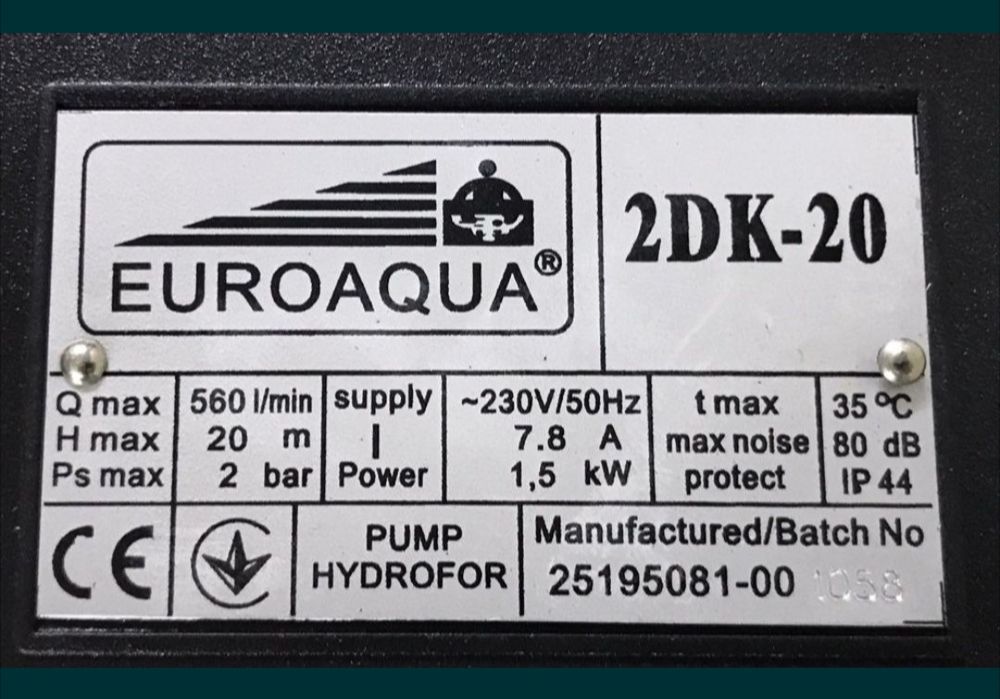 EUROAQUA®
2DK-20
Q max 560 l/min supply ~230V/50Hz t max 35 ºC
H max 20 m I 7.8 A max noise 80 dB
Ps max 2 bar Power 1,5 kW protect IP 44
CE PUMP Manufactured/Batch No
HYDROFOR 25195081-00 1058